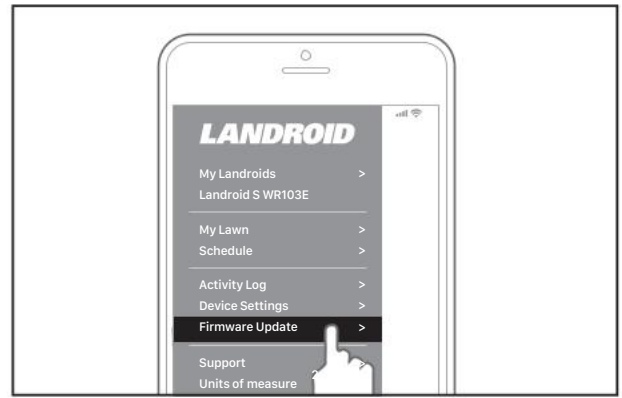 LANDROID
My Landroids >
Landroid S WR103E
My Lawn >
Schedule >
Activity Log >
Device Settings >
Firmware Update >
Support >
Units of measure